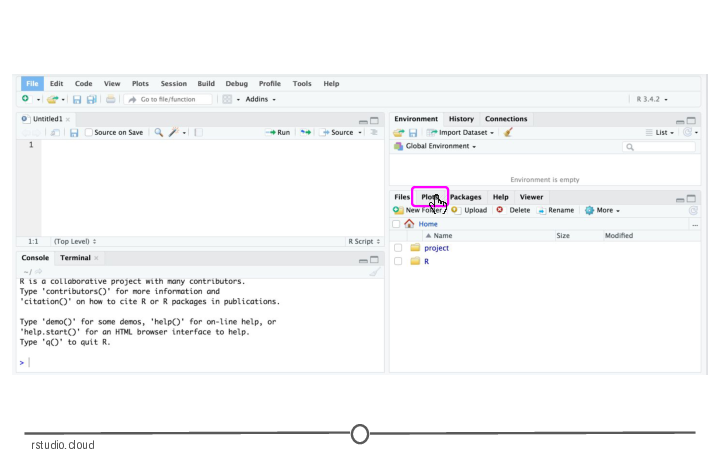 File Edit Code View Plots Session Build Debug Profile Tools Help
Go to file/function Addins R 3.4.2
Untitled1
Source on Save Run Source
1
1:1 (Top Level) R Script
Console Terminal
~/
R is a collaborative project with many contributors.
Type 'contributors()' for more information and
'citation()' on how to cite R or R packages in publications.
Type 'demo()' for some demos, 'help()' for on-line help, or
'help.start()' for an HTML browser interface to help.
Type 'q()' to quit R.
>
Environment History Connections
Import Dataset List
Global Environment
Environment is empty
Files Plots Packages Help Viewer
New Folder Upload Delete Rename More
Home ...
Name Size Modified
project
R
rstudio.cloud